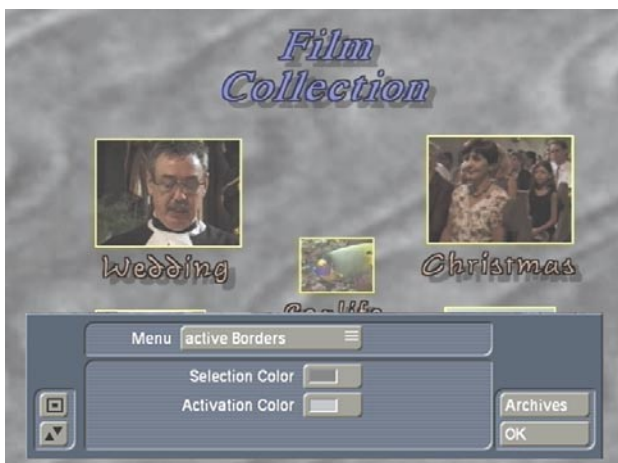 Film
Collection
Wedding
Christmas
Menu active Borders
Selection Color
Activation Color
Archives
OK